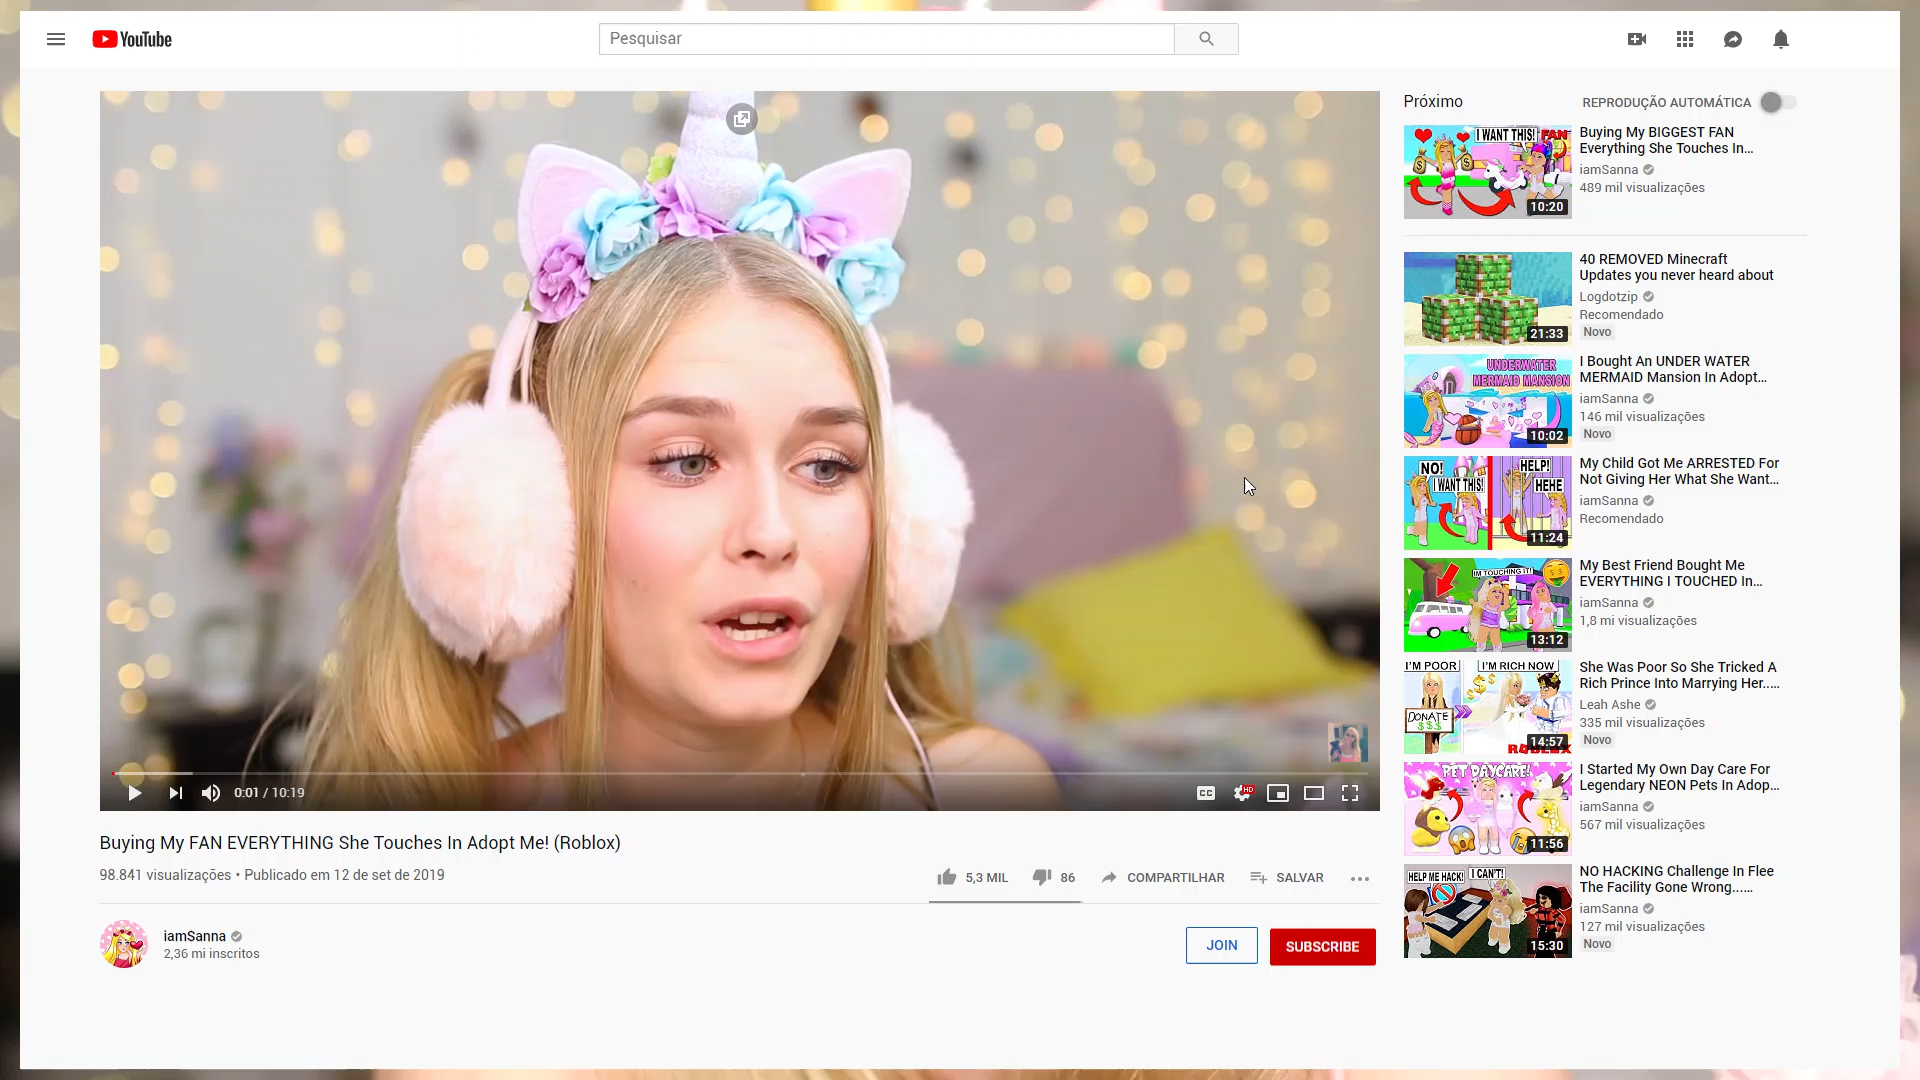 YouTube
Pesquisar
Próximo
REPRODUÇÃO AUTOMÁTICA
I WANT THIS!
FAN
10:20
Buying My BIGGEST FAN
Everything She Touches In...
iamSanna
489 mil visualizações
21:33
40 REMOVED Minecraft
Updates you never heard about
Logdotzip
Recomendado
Novo
UNDERWATER
MERMAID MANSION
10:02
I Bought An UNDER WATER
MERMAID Mansion In Adopt...
iamSanna
146 mil visualizações
Novo
NO!
I WANT THIS!
HELP!
HEHE
11:24
My Child Got Me ARRESTED For
Not Giving Her What She Want...
iamSanna
Recomendado
IM TOUCHING IT!
13:12
My Best Friend Bought Me
EVERYTHING I TOUCHED In...
iamSanna
1,8 mi visualizações
I'M POOR
I'M RICH NOW
DONATE
$$$
ROBLOX
14:57
She Was Poor So She Tricked A
Rich Prince Into Marrying Her.....
Leah Ashe
335 mil visualizações
Novo
PET DAYCARE!
11:56
I Started My Own Day Care For
Legendary NEON Pets In Adop...
iamSanna
567 mil visualizações
HELP ME HACK!
I CAN'T!
15:30
NO HACKING Challenge In Flee
The Facility Gone Wrong......
iamSanna
127 mil visualizações
Novo
0:01 / 10:19
CC
HD
Buying My FAN EVERYTHING She Touches In Adopt Me! (Roblox)
98.841 visualizações • Publicado em 12 de set de 2019
5,3 MIL
86
COMPARTILHAR
SALVAR
iamSanna
2,36 mi inscritos
JOIN
SUBSCRIBE